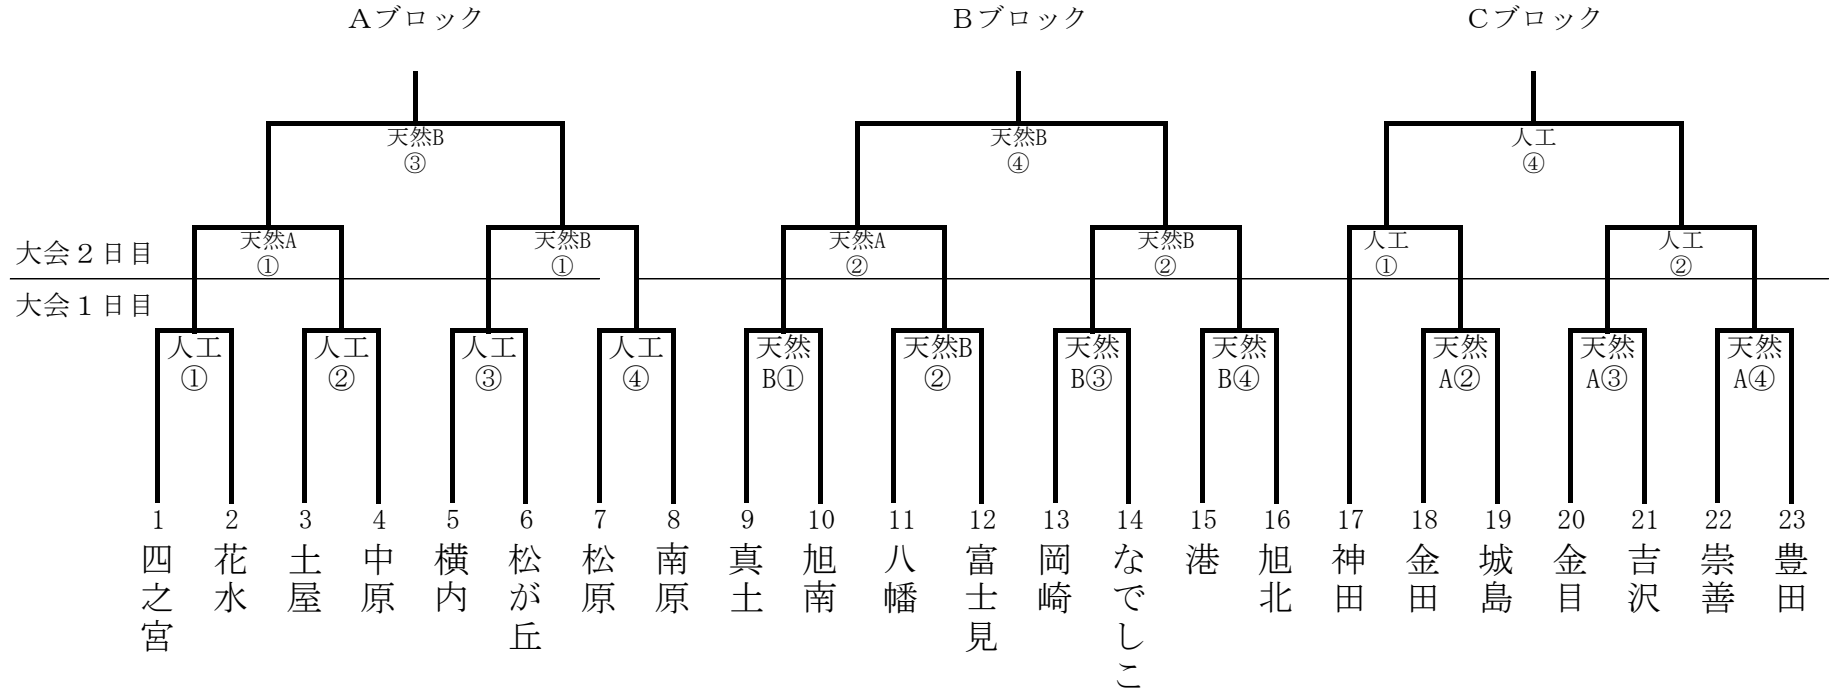 Aブロック
Bブロック
Cブロック
天然B
③
天然B
④
人工
④
天然A
①
天然B
①
天然A
②
天然B
②
人工
①
人工
②
大会２日目
大会１日目
人工
①
人工
②
人工
③
人工
④
天然
B①
天然B
②
天然
B③
天然
B④
天然
A②
天然
A③
天然
A④
1
四之宮
2
花水
3
土屋
4
中原
5
横内
6
松が丘
7
松原
8
南原
9
真土
10
旭南
11
八幡
12
富士見
13
岡崎
14
なでしこ
15
港
16
旭北
17
神田
18
金田
19
城島
20
金目
21
吉沢
22
崇善
23
豊田